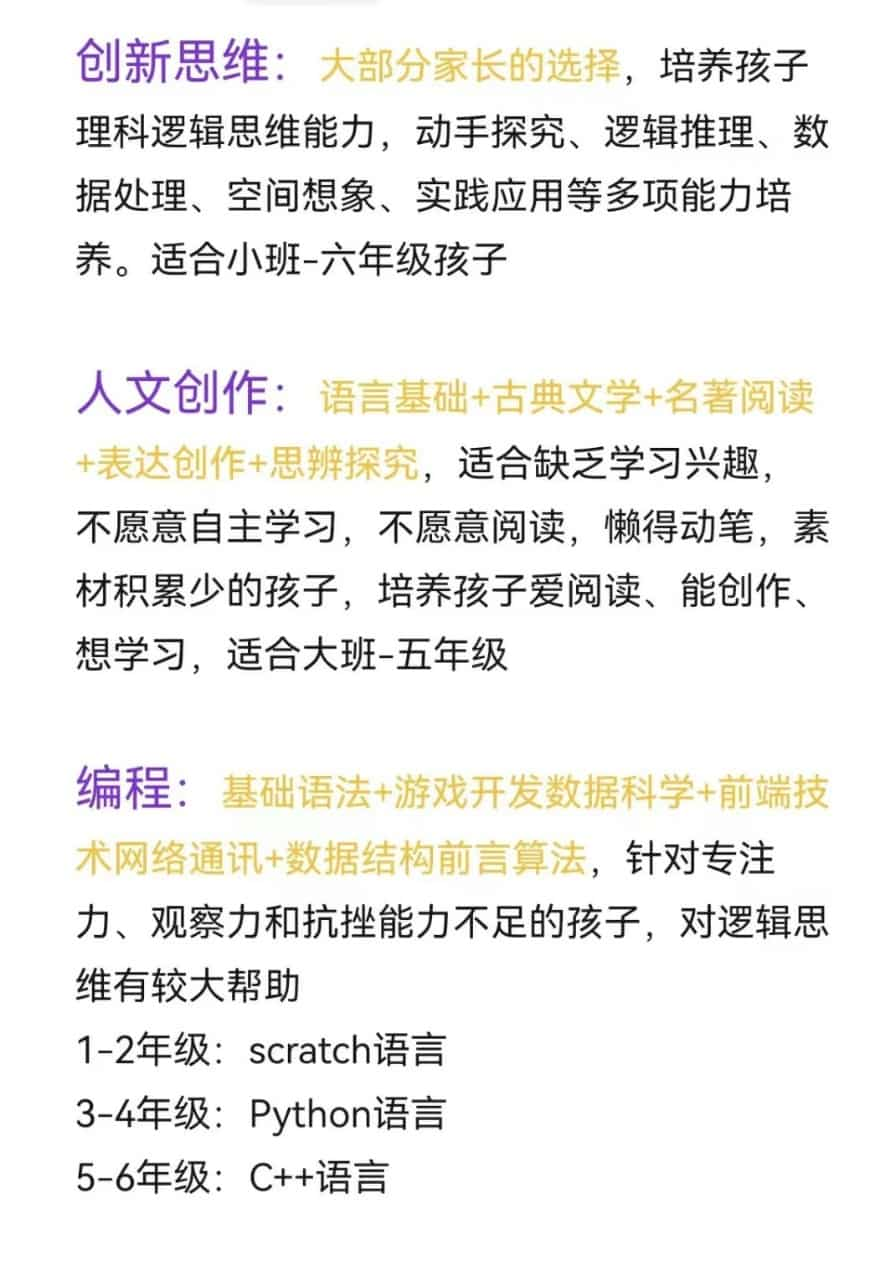 创新思维：大部分家长的选择，培养孩子
理科逻辑思维能力，动手探究、逻辑推理、数
据处理、空间想象、实践应用等多项能力培
养。适合小班-六年级孩子
人文创作：语言基础+古典文学+名著阅读
+表达创作+思辨探究，适合缺乏学习兴趣，
不愿意自主学习，不愿意阅读，懒得动笔，素
材积累少的孩子，培养孩子爱阅读、能创作、
想学习，适合大班-五年级
编程：基础语法+游戏开发数据科学+前端技
术网络通讯+数据结构前言算法，针对专注
力、观察力和抗挫能力不足的孩子，对逻辑思
维有较大帮助
1-2年级：scratch语言
3-4年级：Python语言
5-6年级：C++语言